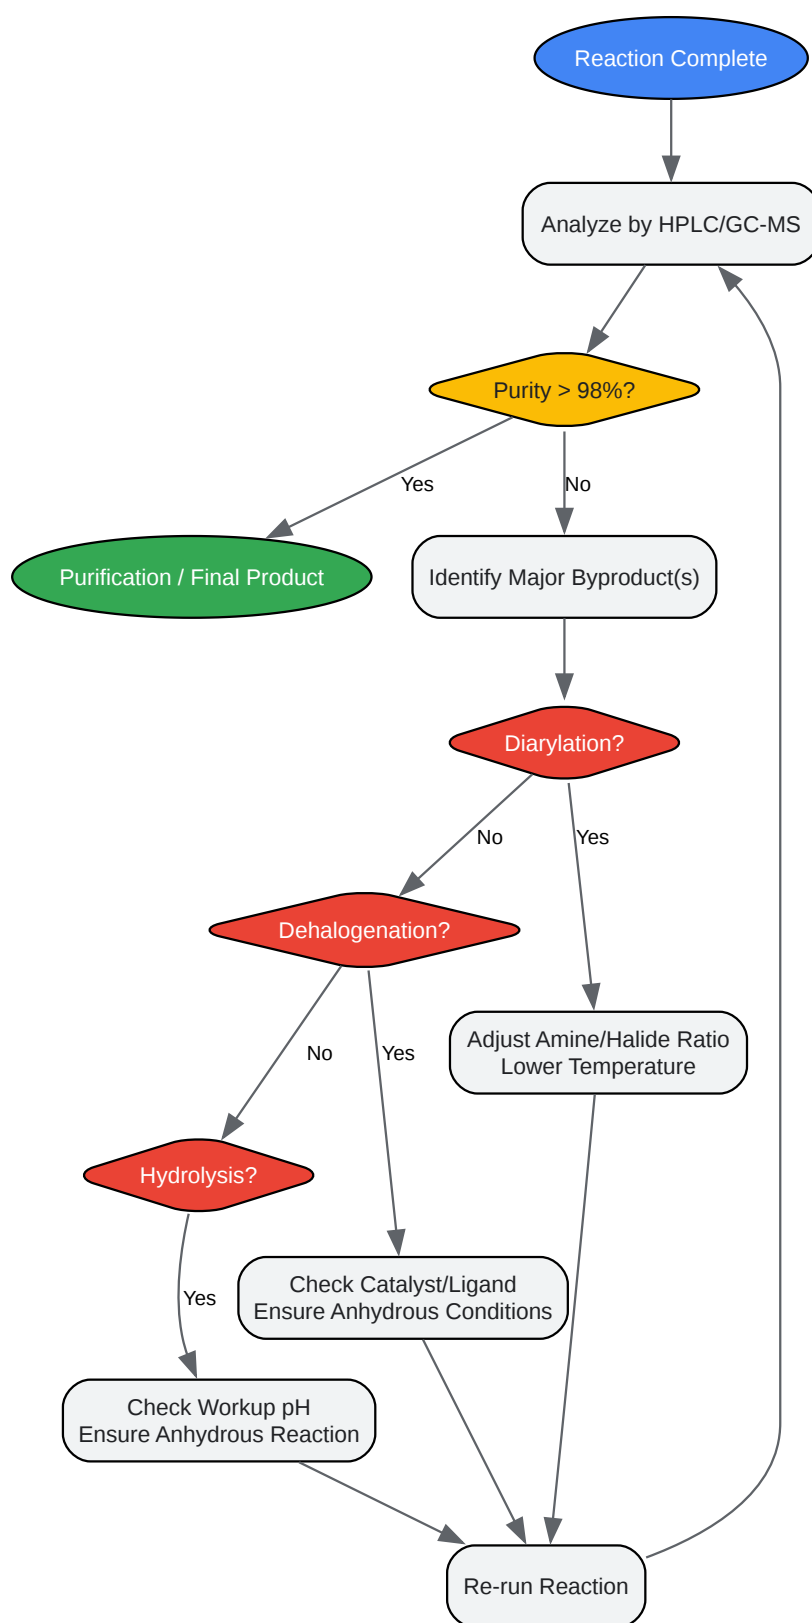 Reaction Complete
Analyze by HPLC/GC-MS
Purity > 98%?
Yes
No
Purification / Final Product
Identify Major Byproduct(s)
Diarylation?
No
Yes
Dehalogenation?
Adjust Amine/Halide Ratio
Lower Temperature
No
Yes
Hydrolysis?
Check Catalyst/Ligand
Ensure Anhydrous Conditions
Yes
Check Workup pH
Ensure Anhydrous Reaction
Re-run Reaction